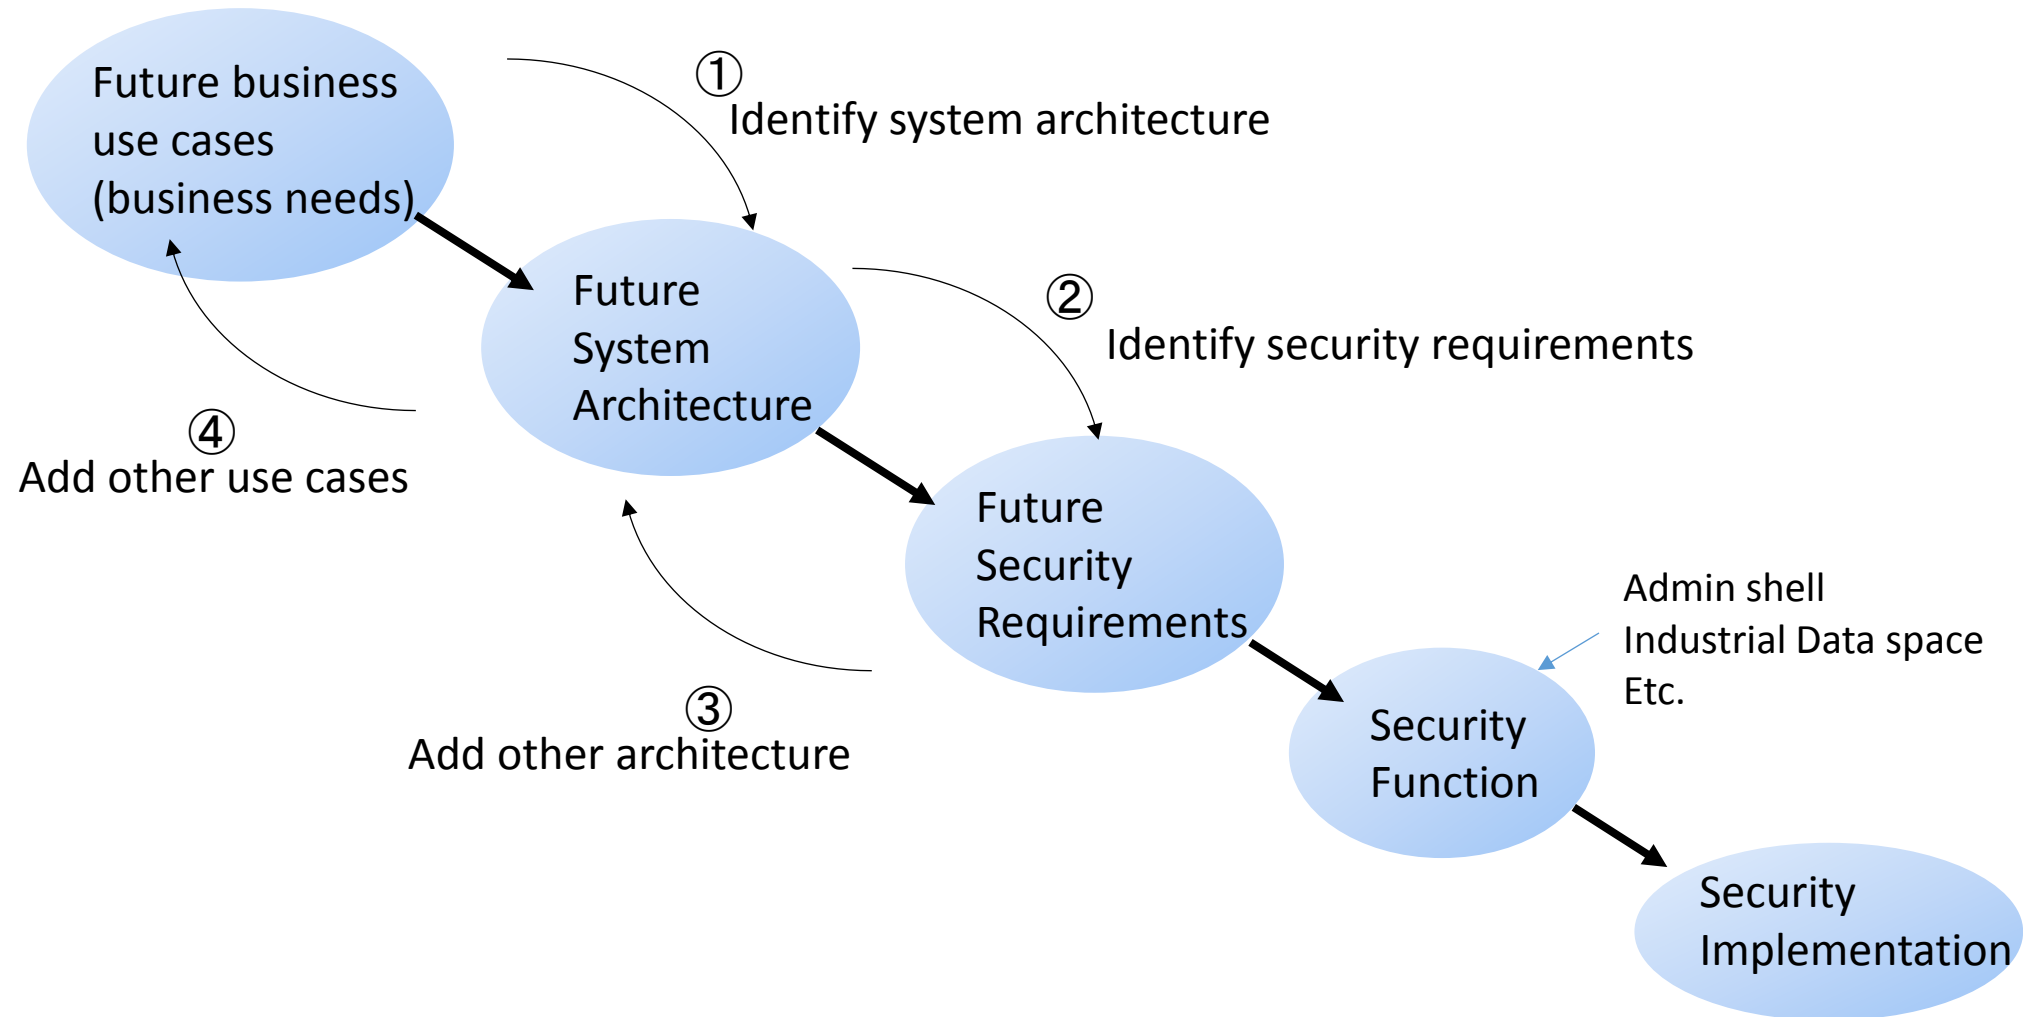 Future business
use cases
(business needs)
①
Identify system architecture
Future
System
Architecture
②
Identify security requirements
④
Add other use cases
Future
Security
Requirements
③
Add other architecture
Admin shell
Industrial Data space
Etc.
Security
Function
Security
Implementation